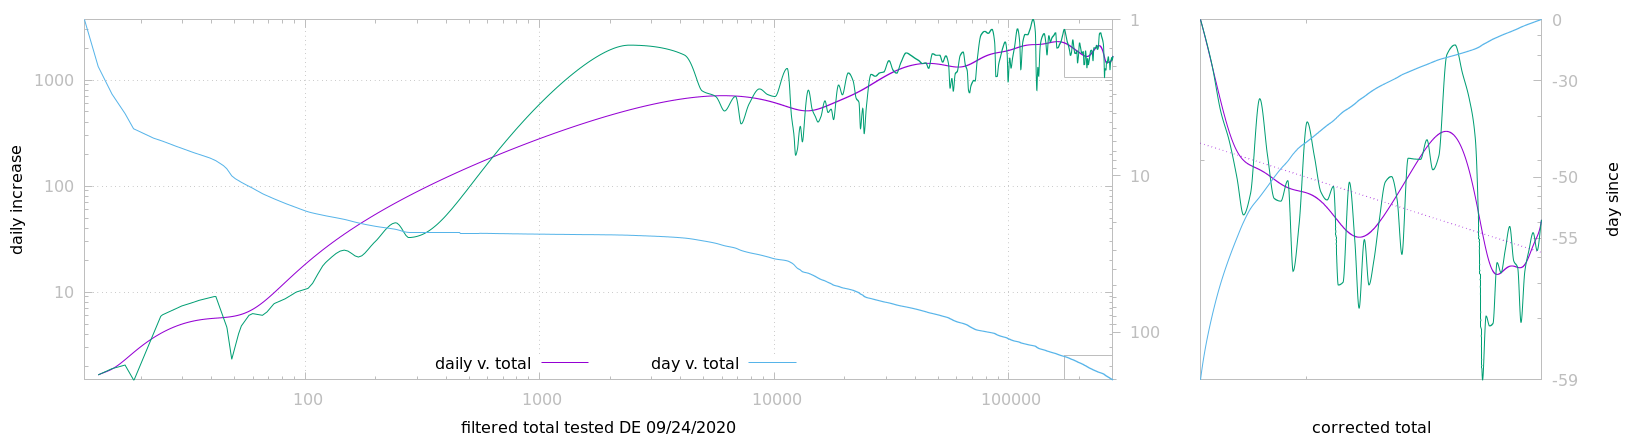 1000
100
10
daily increase
1
10
100
daily v. total
day v. total
100
1000
10000
100000
filtered total tested DE 09/24/2020
0
-30
-50
-55
-59
day since
corrected total